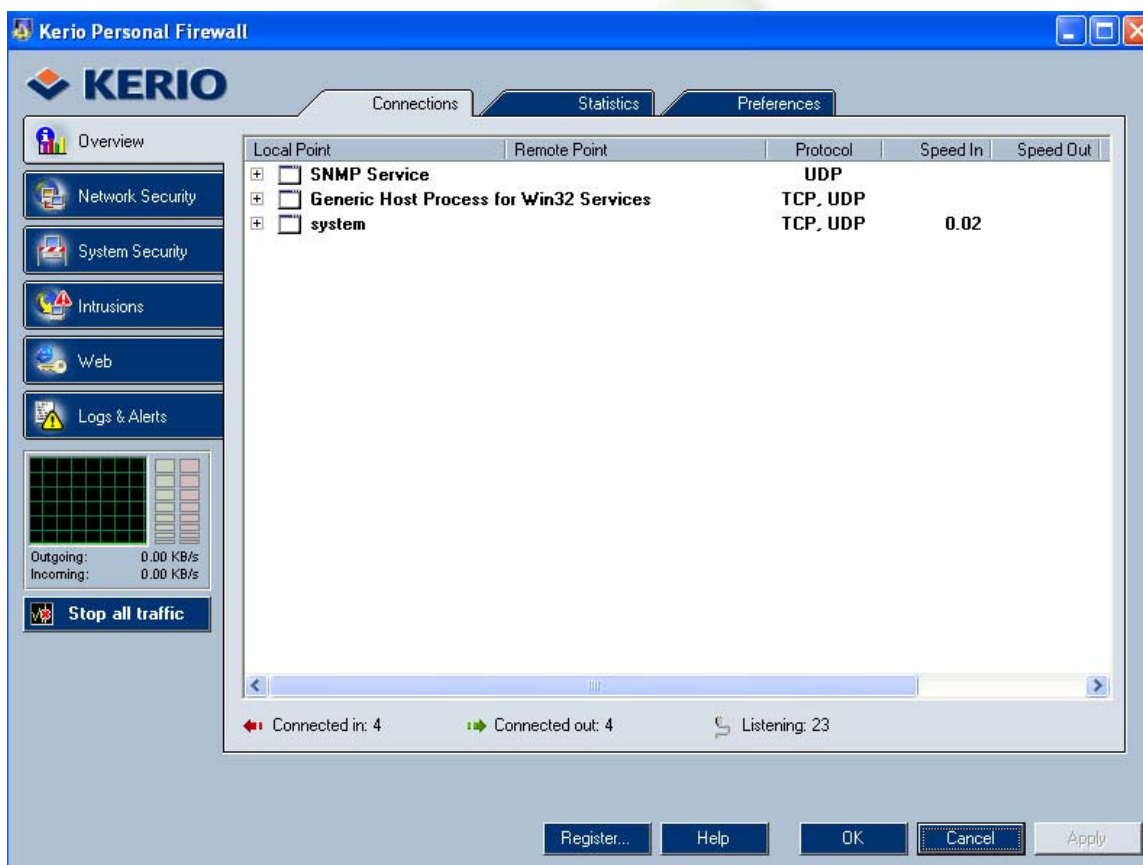 Kerio Personal Firewall
KERIO
Connections Statistics Preferences
Overview
Network Security
System Security
Intrusions
Web
Logs & Alerts
Local Point Remote Point Protocol Speed In Speed Out
SNMP Service UDP
Generic Host Process for Win32 Services TCP, UDP
system TCP, UDP 0.02
Outgoing: 0.00 KB/s
Incoming: 0.00 KB/s
Stop all traffic
Connected in: 4 Connected out: 4 Listening: 23
Register... Help OK Cancel Apply